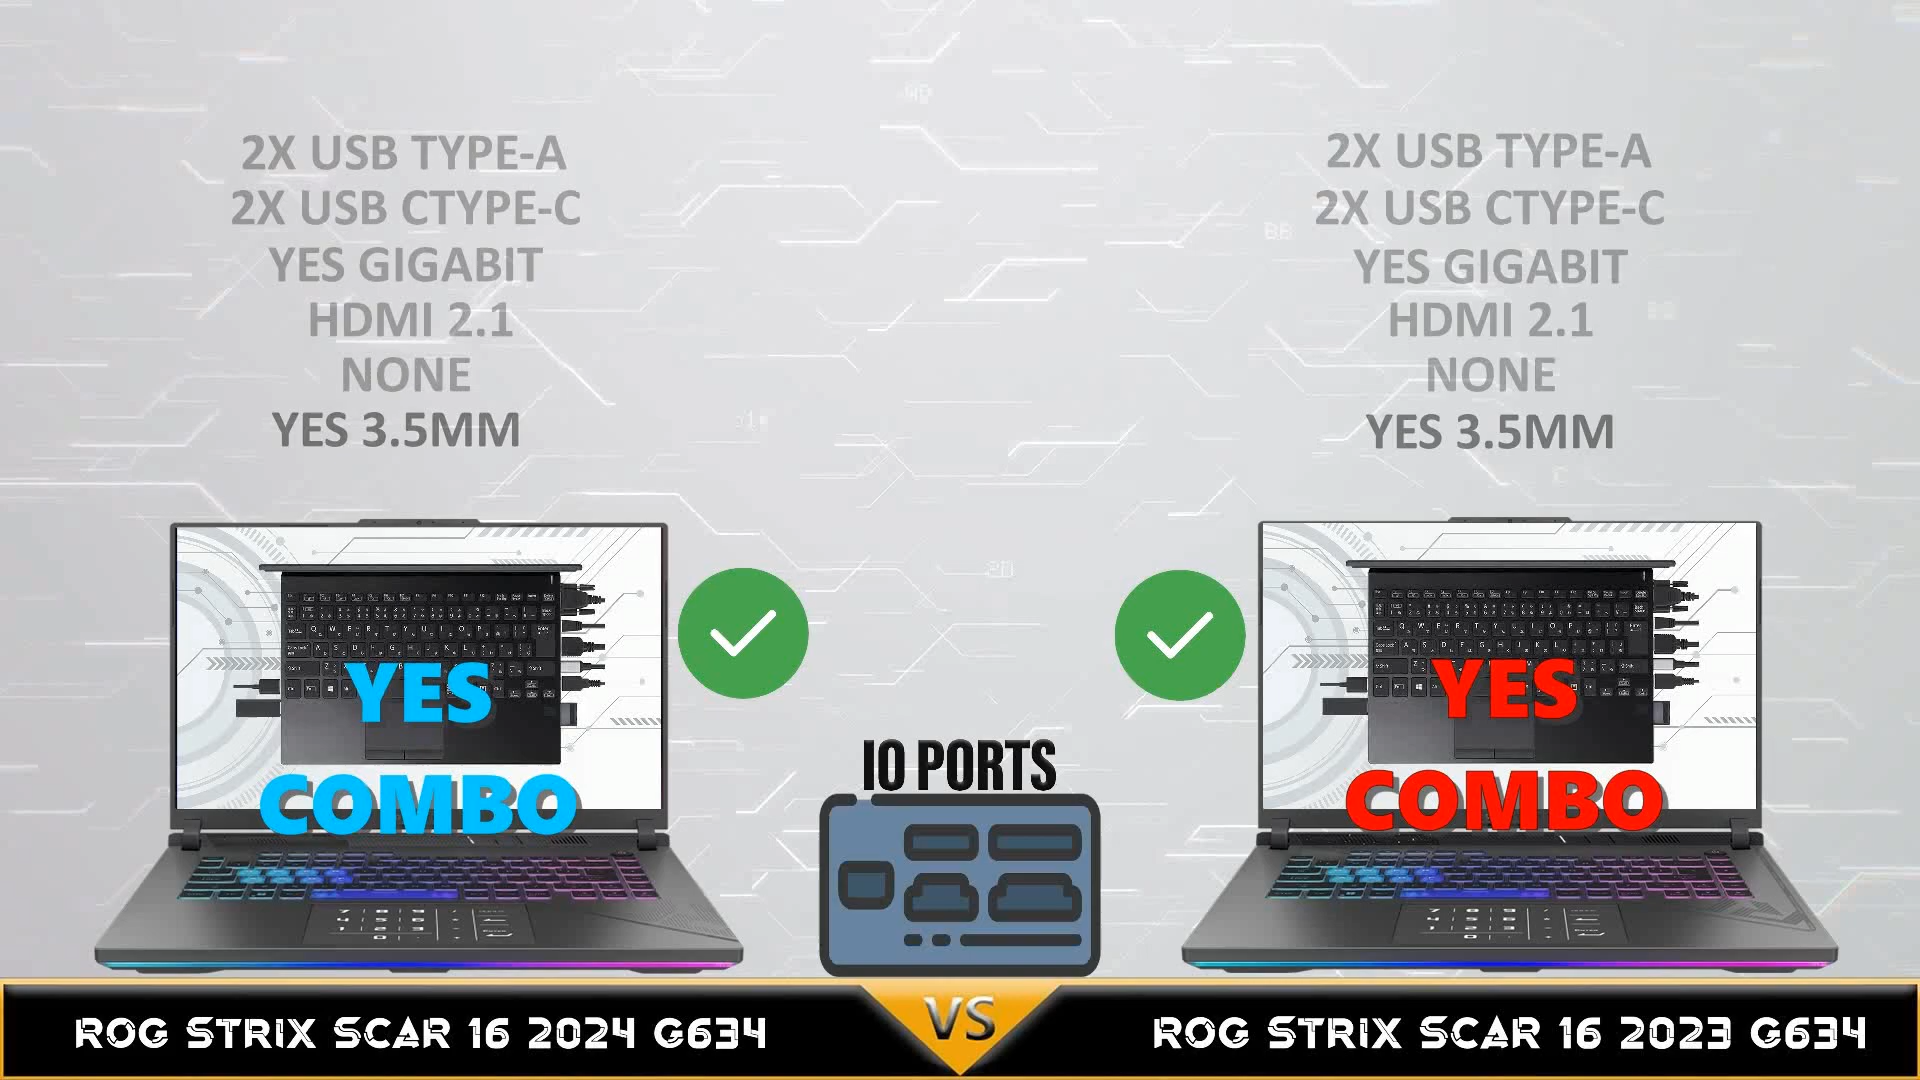 2X USB TYPE-A
2X USB CTYPE-C
YES GIGABIT
HDMI 2.1
NONE
YES 3.5MM
2X USB TYPE-A
2X USB CTYPE-C
YES GIGABIT
HDMI 2.1
NONE
YES 3.5MM
YES
COMBO
YES
COMBO
IO PORTS
ROG STRIX SCAR 16 2024 G634
VS
ROG STRIX SCAR 16 2023 G634